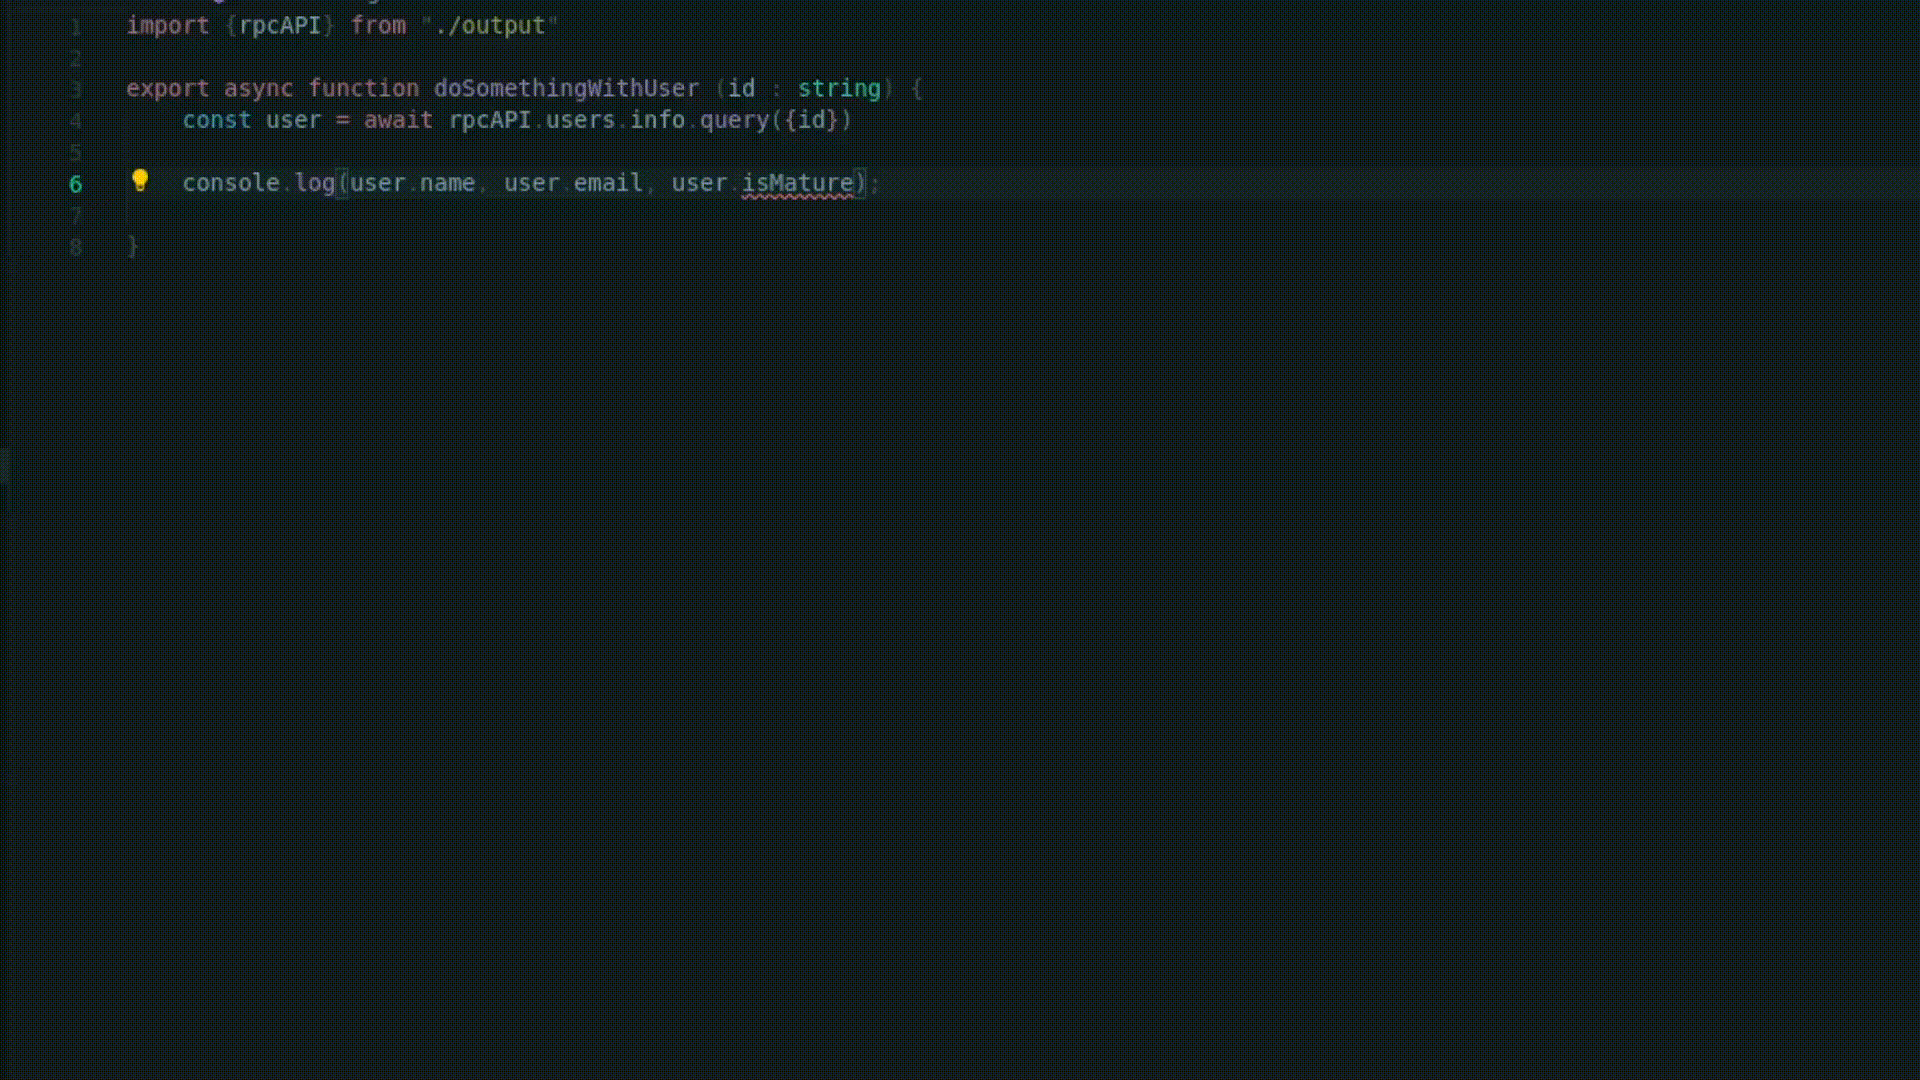 1 import {rpcAPI} from "./output"
2
3 export async function doSomethingWithUser (id : string) {
4 const user = await rpcAPI.users.info.query({id})
5
6 console.log(user.name, user.email, user.isMature);
7
8 }